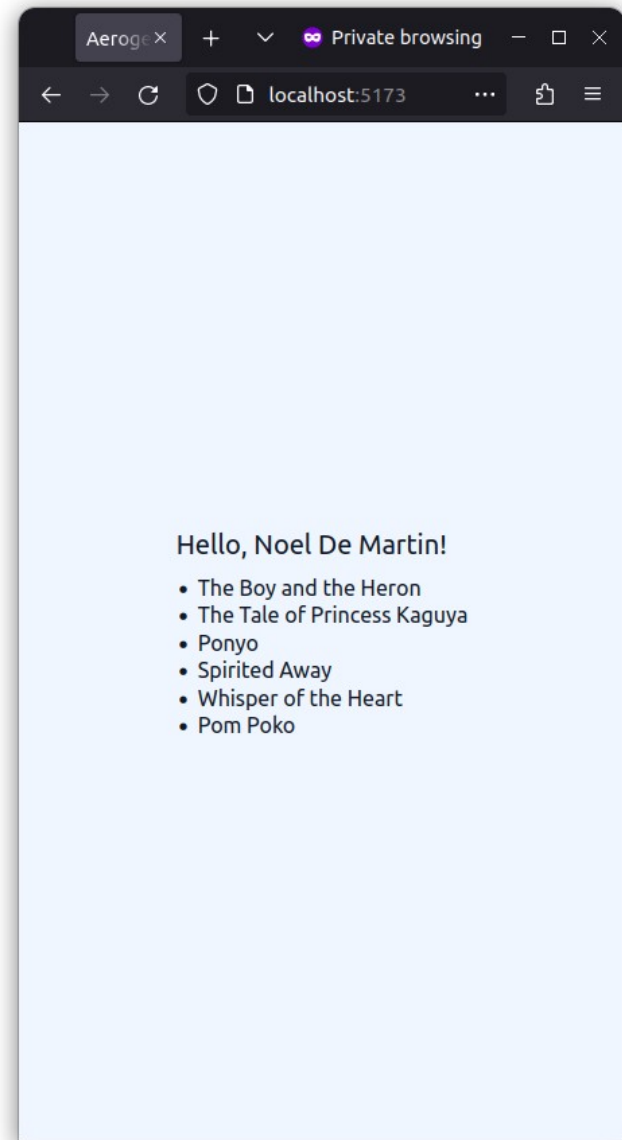 Aeroge
Private browsing
localhost:5173
Hello, Noel De Martin!
• The Boy and the Heron
• The Tale of Princess Kaguya
• Ponyo
• Spirited Away
• Whisper of the Heart
• Pom Poko